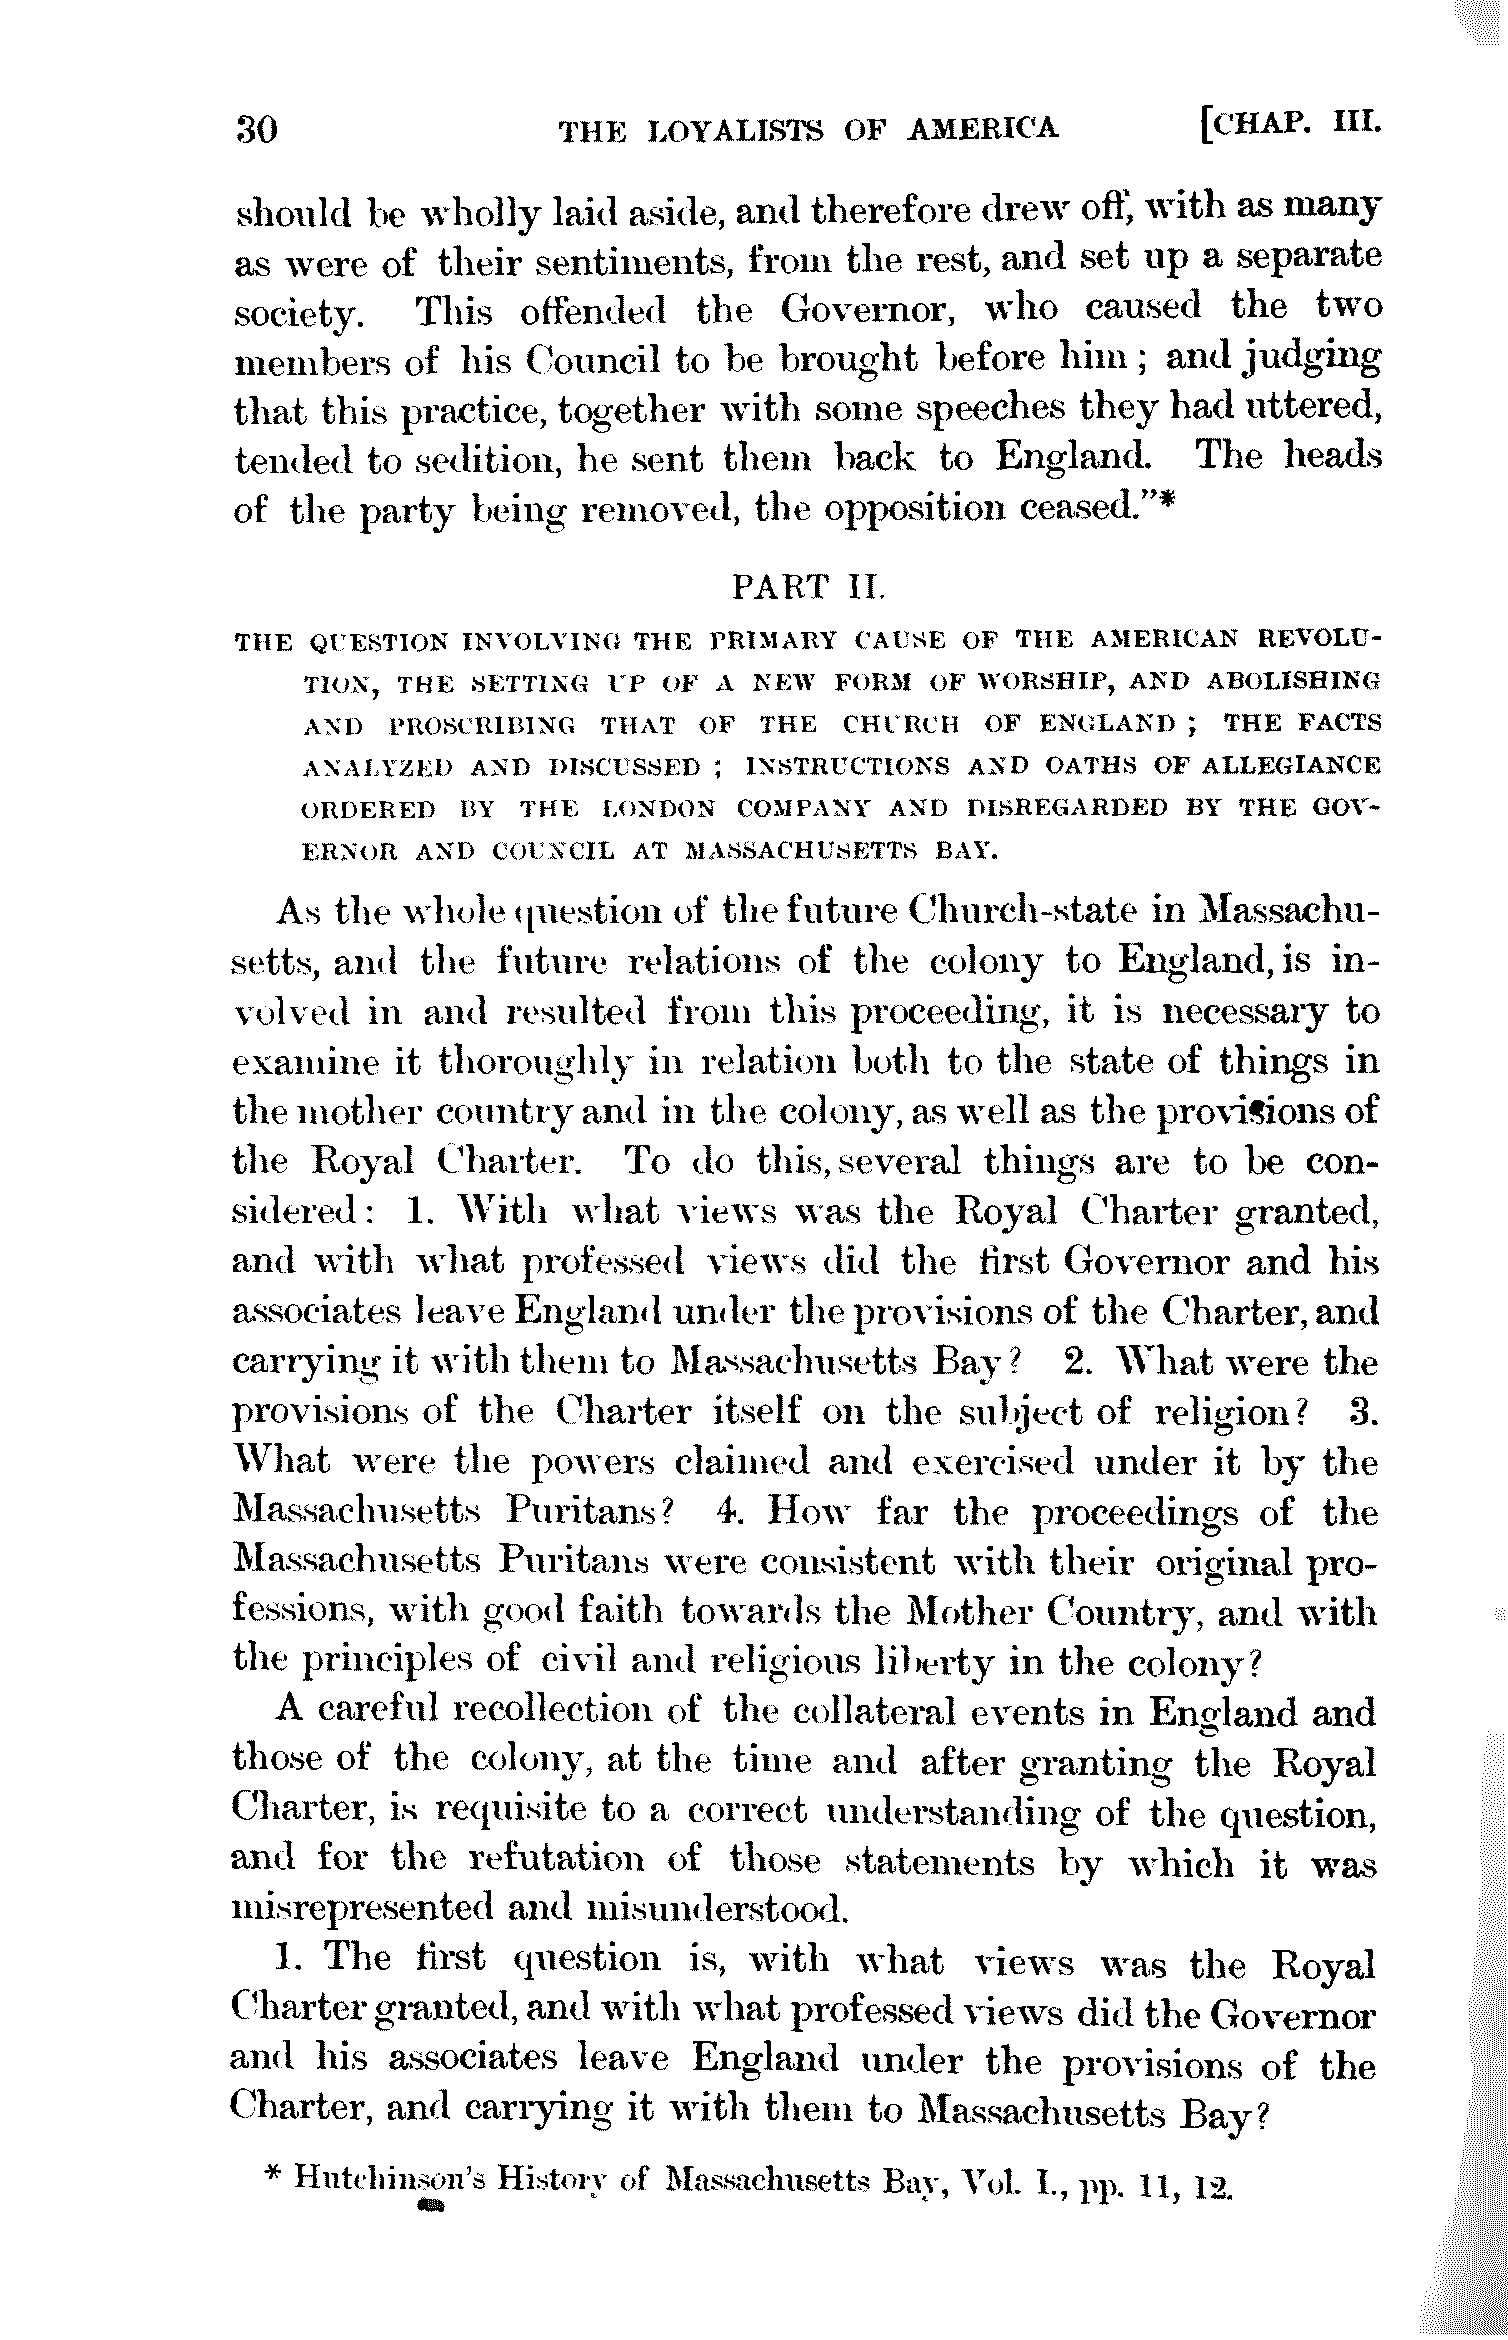 30 THE LOYALISTS OF AMERICA [CHAP. III.
should be wholly laid aside, and therefore drew off, with as many
as were of their sentiments, from the rest, and set up a separate
society. This offended the Governor, who caused the two
members of his Council to be brought before him; and judging
that this practice, together with some speeches they had uttered,
tended to sedition, he sent them back to England. The heads
of the party being removed, the opposition ceased."*
PART II.
THE QUESTION INVOLVING THE PRIMARY CAUSE OF THE AMERICAN REVOLU-
TION, THE SETTING UP OF A NEW FORM OF WORSHIP, AND ABOLISHING
AND PROSCRIBING THAT OF THE CHURCH OF ENGLAND; THE FACTS
ANALYZED AND DISCUSSED; INSTRUCTIONS AND OATHS OF ALLEGIANCE
ORDERED BY THE LONDON COMPANY AND DISREGARDED BY THE GOV-
ERNOR AND COUNCIL AT MASSACHUSETTS BAY.
As the whole question of the future Church-state in Massachu-
setts, and the future relations of the colony to England, is in-
volved in and resulted from this proceeding, it is necessary to
examine it thoroughly in relation both to the state of things in
the mother country and in the colony, as well as the provisions of
the Royal Charter. To do this, several things are to be con-
sidered: 1. With what views was the Royal Charter granted,
and with what professed views did the first Governor and his
associates leave England under the provisions of the Charter, and
carrying it with them to Massachusetts Bay? 2. What were the
provisions of the Charter itself on the subject of religion? 3.
What were the powers claimed and exercised under it by the
Massachusetts Puritans? 4. How far the proceedings of the
Massachusetts Puritans were consistent with their original pro-
fessions, with good faith towards the Mother Country, and with
the principles of civil and religious liberty in the colony?
A careful recollection of the collateral events in England and
those of the colony, at the time and after granting the Royal
Charter, is requisite to a correct understanding of the question,
and for the refutation of those statements by which it was
misrepresented and misunderstood.
1. The first question is, with what views was the Royal
Charter granted, and with what professed views did the Governor
and his associates leave England under the provisions of the
Charter, and carrying it with them to Massachusetts Bay?
* Hutchinson's History of Massachusetts Bay, Vol. I., pp. 11, 12.